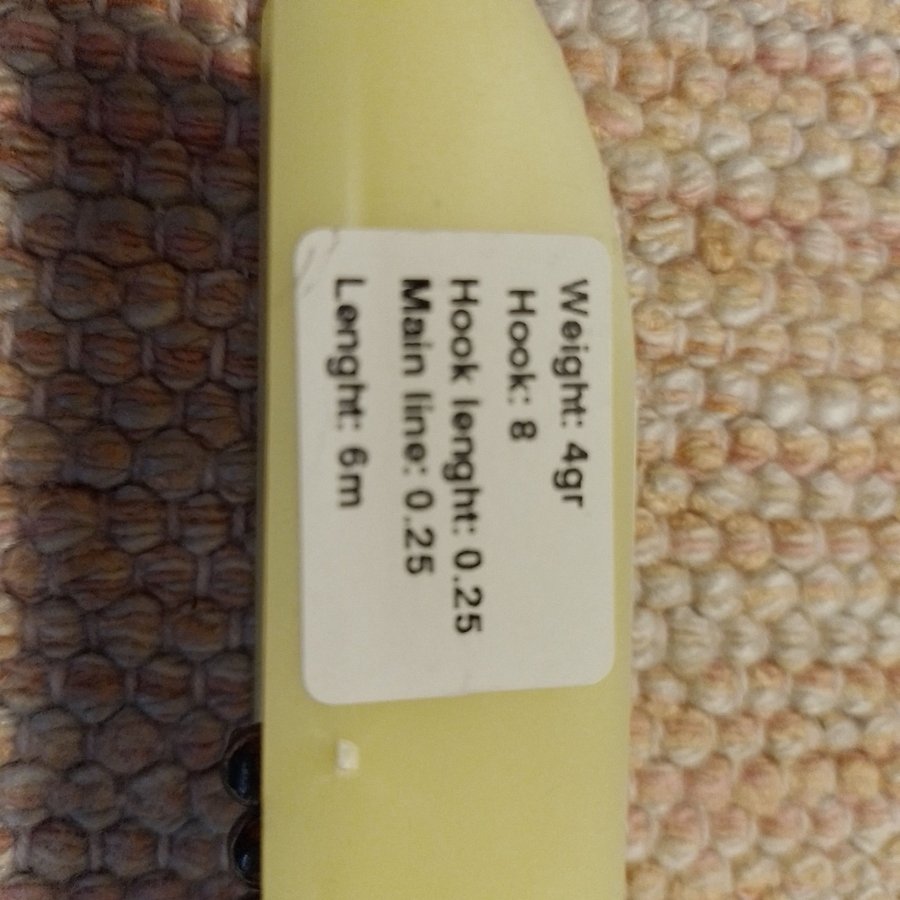 Weight: 4gr
Hook: 8
Hook lenght: 0.25
Main line: 0.25
Lenght: 6m